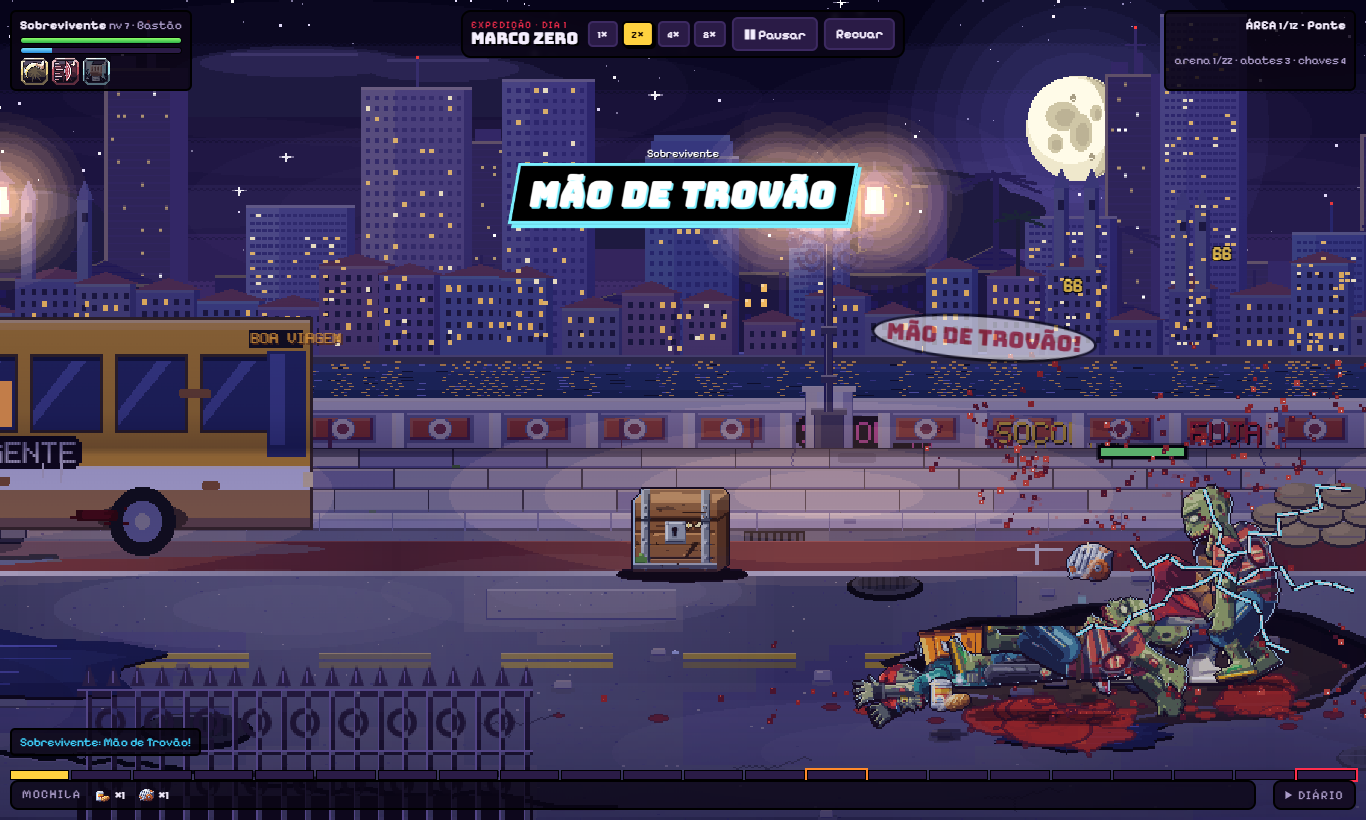 Sobrevivente nv 7 · Bastão
EXPEDIÇÃO · DIA 1
MARCO ZERO
1×
2×
4×
8×
Pausar
Recuar
ÁREA 1/12 · Ponte
arena 1/22 · abates 3 · chaves 4
Sobrevivente
MÃO DE TROVÃO
66
66
MÃO DE TROVÃO!
BOA VIAGEM
GENTE
SOCO!
Sobrevivente: Mão de Trovão!
MOCHILA
×1
×1
DIÁRIO